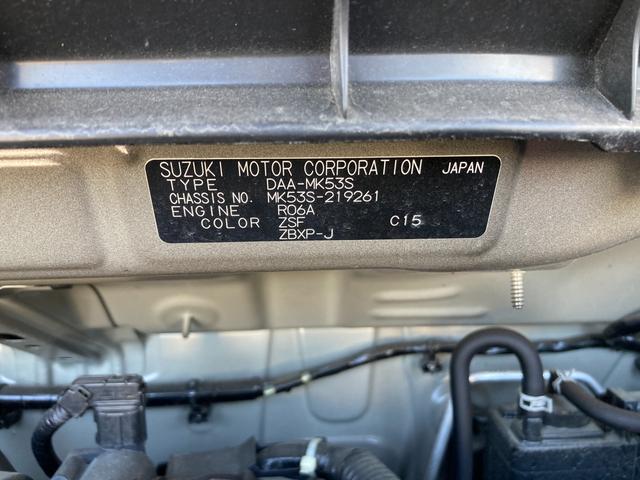 SUZUKI MOTOR CORPORATION JAPAN
TYPE DAA-MK53S
CHASSIS NO. MK53S-219261
ENGINE R06A
COLOR ZSF C15
ZBXP-J